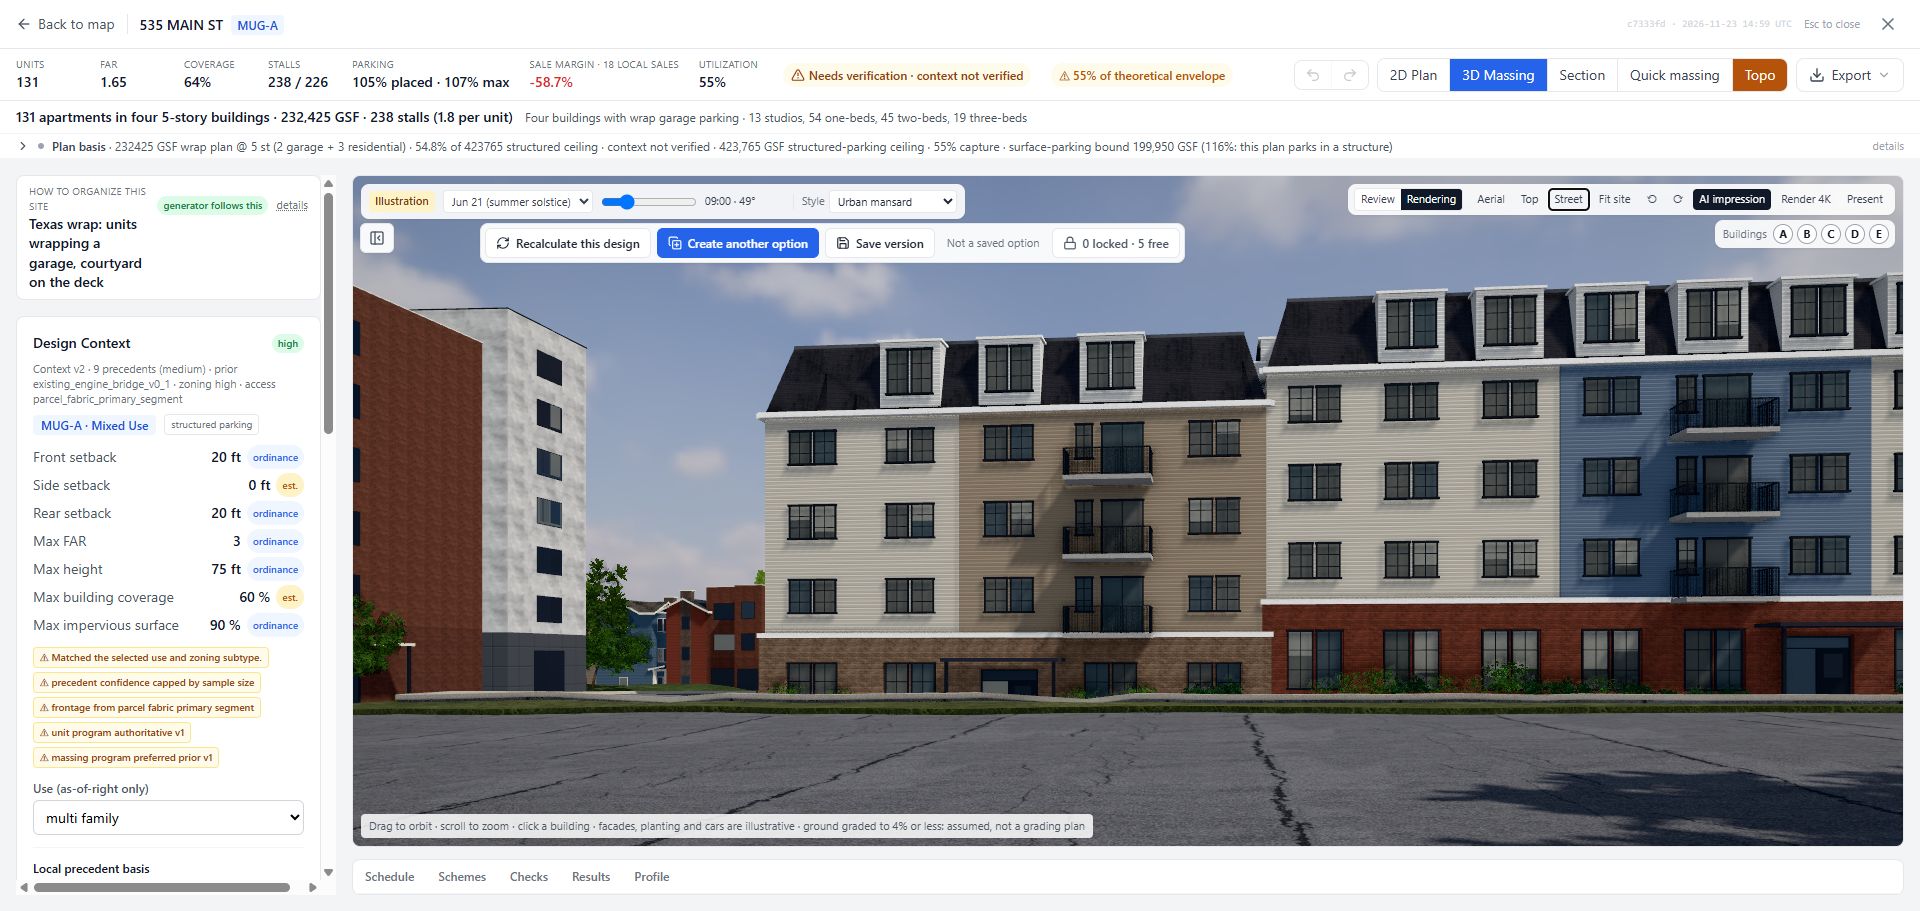 Back to map
535 MAIN ST
MUG-A
c7333fd · 2026-11-23 14:59 UTC
Esc to close
UNITS
131
FAR
1.65
COVERAGE
64%
STALLS
238 / 226
PARKING
105% placed · 107% max
SALE MARGIN · 18 LOCAL SALES
-58.7%
UTILIZATION
55%
Needs verification · context not verified
55% of theoretical envelope
2D Plan
3D Massing
Section
Quick massing
Topo
Export
131 apartments in four 5-story buildings · 232,425 GSF · 238 stalls (1.8 per unit)
Four buildings with wrap garage parking · 13 studios, 54 one-beds, 45 two-beds, 19 three-beds
Plan basis · 232425 GSF wrap plan @ 5 st (2 garage + 3 residential) · 54.8% of 423765 structured ceiling · context not verified · 423,765 GSF structured-parking ceiling · 55% capture · surface-parking bound 199,950 GSF (116%: this plan parks in a structure)
details
HOW TO ORGANIZE THIS
SITE
generator follows this
details
Texas wrap: units
wrapping a
garage, courtyard
on the deck
Design Context
high
Context v2 · 9 precedents (medium) · prior
existing_engine_bridge_v0_1 · zoning high · access
parcel_fabric_primary_segment
MUG-A · Mixed Use
structured parking
Front setback 20 ft ordinance
Side setback 0 ft est.
Rear setback 20 ft ordinance
Max FAR 3 ordinance
Max height 75 ft ordinance
Max building coverage 60 % est.
Max impervious surface 90 % ordinance
Matched the selected use and zoning subtype.
precedent confidence capped by sample size
frontage from parcel fabric primary segment
unit program authoritative v1
massing program preferred prior v1
Use (as-of-right only)
multi family
Local precedent basis
Illustration
Jun 21 (summer solstice)
09:00 · 49°
Style
Urban mansard
Review
Rendering
Aerial
Top
Street
Fit site
AI impression
Render 4K
Present
Recalculate this design
Create another option
Save version
Not a saved option
0 locked · 5 free
Buildings
A
B
C
D
E
Drag to orbit · scroll to zoom · click a building · facades, planting and cars are illustrative · ground graded to 4% or less: assumed, not a grading plan
Schedule
Schemes
Checks
Results
Profile